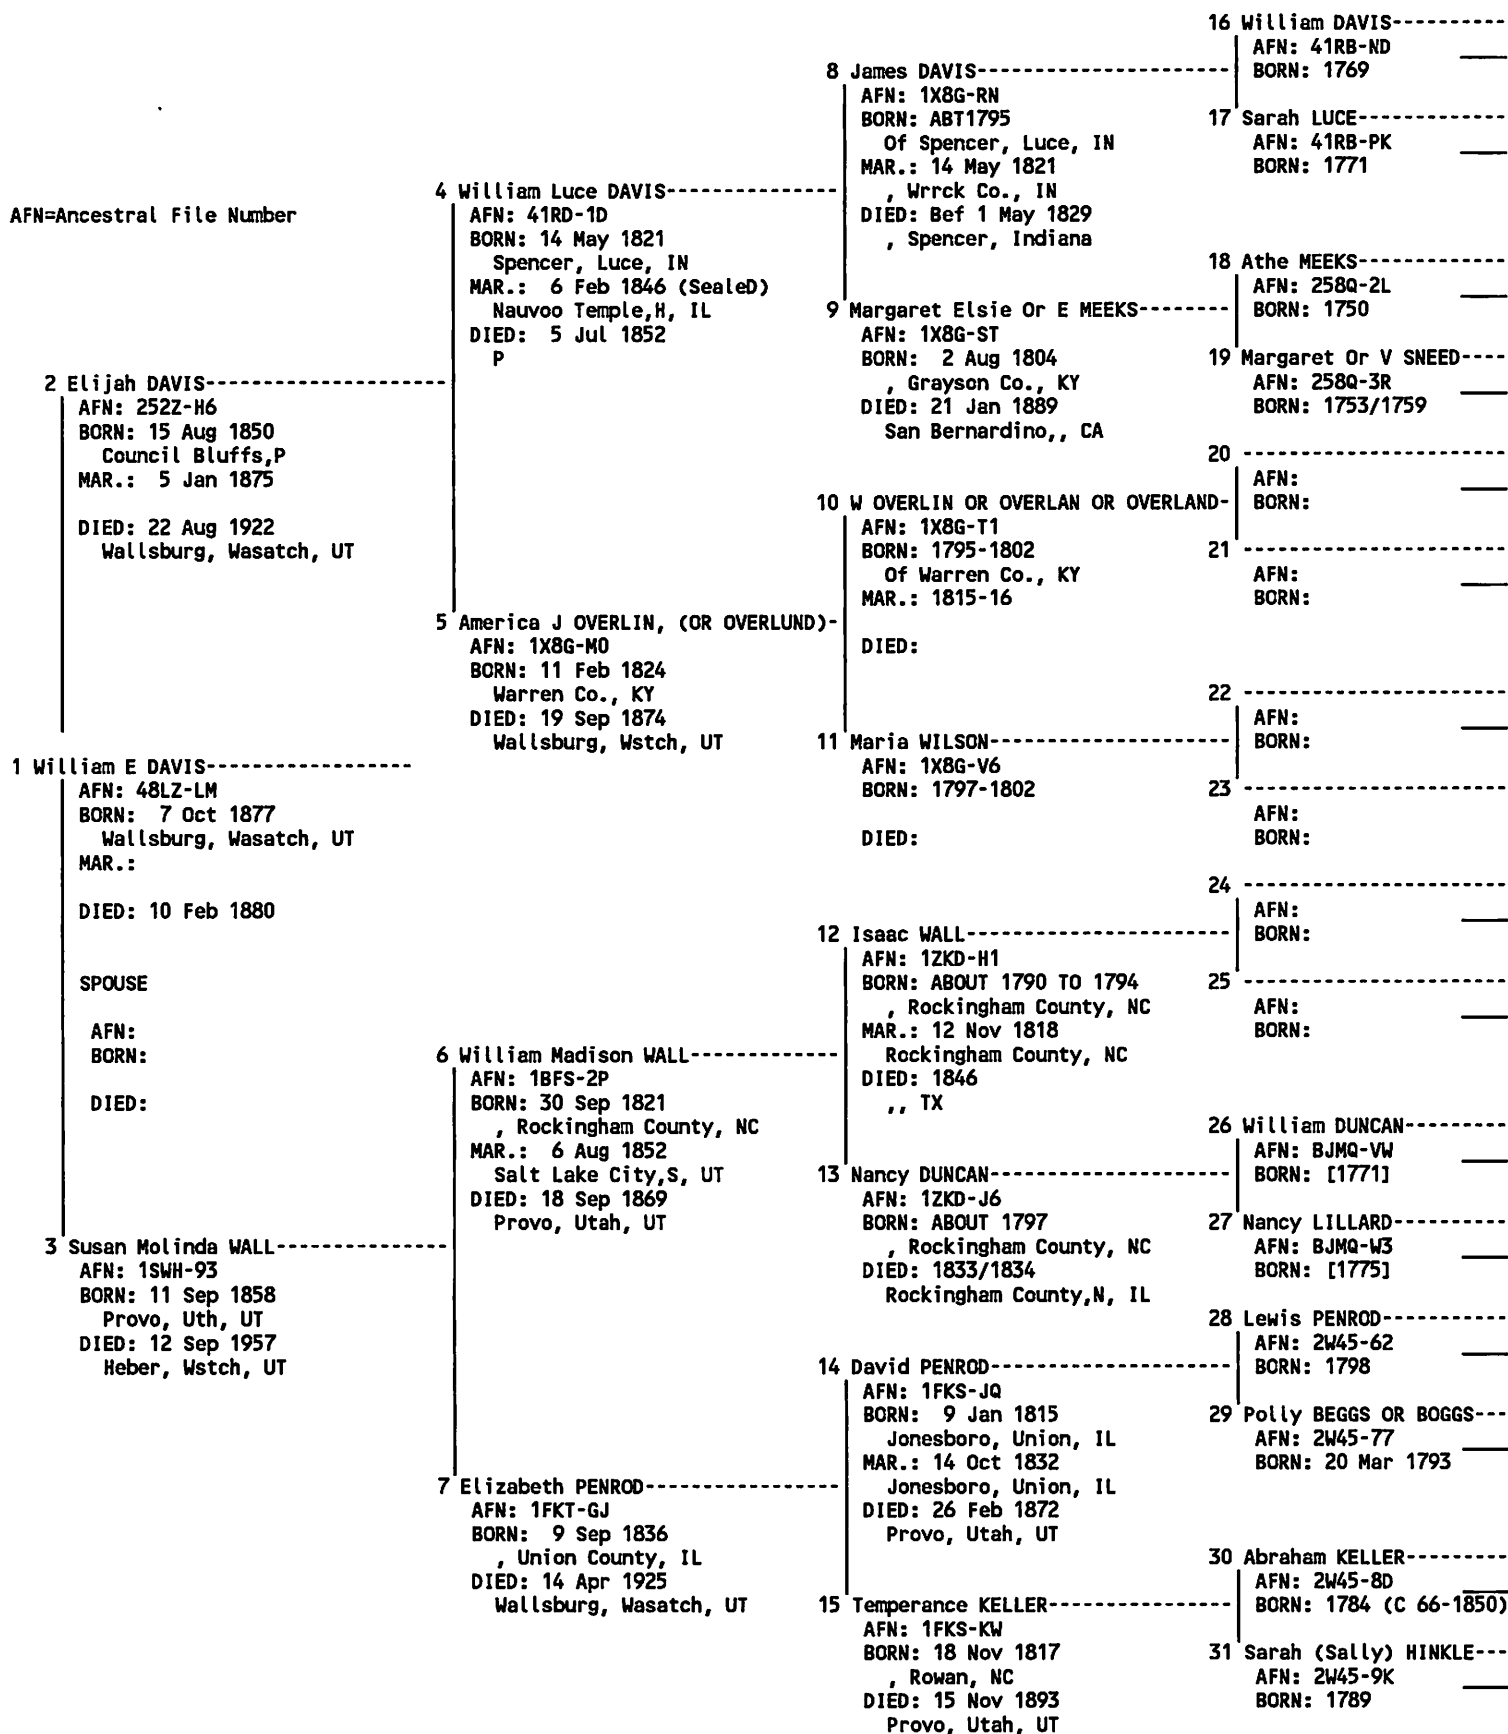 AFN=Ancestral File Number
1 William E DAVIS-----------------
AFN: 48LZ-LM
BORN:  7 Oct 1877
Wallsburg, Wasatch, UT
MAR.:
DIED: 10 Feb 1880
SPOUSE
AFN:
BORN:
DIED:
2 Elijah DAVIS--------------------
AFN: 252Z-H6
BORN: 15 Aug 1850
Council Bluffs,P
MAR.:  5 Jan 1875
DIED: 22 Aug 1922
Wallsburg, Wasatch, UT
3 Susan Molinda WALL--------------
AFN: 1SWH-93
BORN: 11 Sep 1858
Provo, Uth, UT
DIED: 12 Sep 1957
Heber, Wstch, UT
4 William Luce DAVIS--------------
AFN: 41RD-1D
BORN: 14 May 1821
Spencer, Luce, IN
MAR.:  6 Feb 1846 (SealeD)
Nauvoo Temple,H, IL
DIED:  5 Jul 1852
P
5 America J OVERLIN, (OR OVERLUND)-
AFN: 1X8G-M0
BORN: 11 Feb 1824
Warren Co., KY
DIED: 19 Sep 1874
Wallsburg, Wstch, UT
6 William Madison WALL------------
AFN: 1BFS-2P
BORN: 30 Sep 1821
, Rockingham County, NC
MAR.:  6 Aug 1852
Salt Lake City,S, UT
DIED: 18 Sep 1869
Provo, Utah, UT
7 Elizabeth PENROD----------------
AFN: 1FKT-GJ
BORN:  9 Sep 1836
, Union County, IL
DIED: 14 Apr 1925
Wallsburg, Wasatch, UT
8 James DAVIS---------------------
AFN: 1X8G-RN
BORN: ABT1795
Of Spencer, Luce, IN
MAR.: 14 May 1821
, Wrrck Co., IN
DIED: Bef 1 May 1829
, Spencer, Indiana
9 Margaret Elsie Or E MEEKS-------
AFN: 1X8G-ST
BORN:  2 Aug 1804
, Grayson Co., KY
DIED: 21 Jan 1889
San Bernardino,, CA
10 W OVERLIN OR OVERLAN OR OVERLAND-
AFN: 1X8G-T1
BORN: 1795-1802
Of Warren Co., KY
MAR.: 1815-16
DIED:
11 Maria WILSON--------------------
AFN: 1X8G-V6
BORN: 1797-1802
DIED:
12 Isaac WALL----------------------
AFN: 1ZKD-H1
BORN: ABOUT 1790 TO 1794
, Rockingham County, NC
MAR.: 12 Nov 1818
Rockingham County, NC
DIED: 1846
,, TX
13 Nancy DUNCAN--------------------
AFN: 1ZKD-J6
BORN: ABOUT 1797
, Rockingham County, NC
DIED: 1833/1834
Rockingham County,N, IL
14 David PENROD--------------------
AFN: 1FKS-JQ
BORN:  9 Jan 1815
Jonesboro, Union, IL
MAR.: 14 Oct 1832
Jonesboro, Union, IL
DIED: 26 Feb 1872
Provo, Utah, UT
15 Temperance KELLER---------------
AFN: 1FKS-KW
BORN: 18 Nov 1817
, Rowan, NC
DIED: 15 Nov 1893
Provo, Utah, UT
16 William DAVIS----------
AFN: 41RB-ND
BORN: 1769
17 Sarah LUCE-------------
AFN: 41RB-PK
BORN: 1771
18 Athe MEEKS-------------
AFN: 258Q-2L
BORN: 1750
19 Margaret Or V SNEED----
AFN: 258Q-3R
BORN: 1753/1759
20 ------------------------
AFN:
BORN:
21 ------------------------
AFN:
BORN:
22 ------------------------
AFN:
BORN:
23 ------------------------
AFN:
BORN:
24 ------------------------
AFN:
BORN:
25 ------------------------
AFN:
BORN:
26 William DUNCAN---------
AFN: BJMQ-VW
BORN: [1771]
27 Nancy LILLARD----------
AFN: BJMQ-W3
BORN: [1775]
28 Lewis PENROD-----------
AFN: 2W45-62
BORN: 1798
29 Polly BEGGS OR BOGGS---
AFN: 2W45-77
BORN: 20 Mar 1793
30 Abraham KELLER---------
AFN: 2W45-8D
BORN: 1784 (C 66-1850)
31 Sarah (Sally) HINKLE---
AFN: 2W45-9K
BORN: 1789